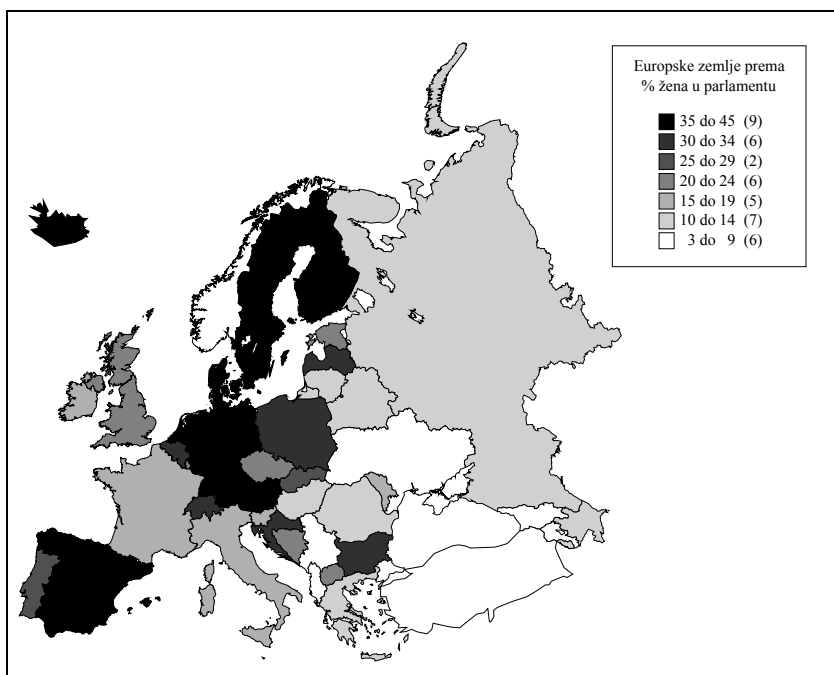 Europske zemlje prema
% žena u parlamentu
35 do 45 (9)
30 do 34 (6)
25 do 29 (2)
20 do 24 (6)
15 do 19 (5)
10 do 14 (7)
3 do 9 (6)